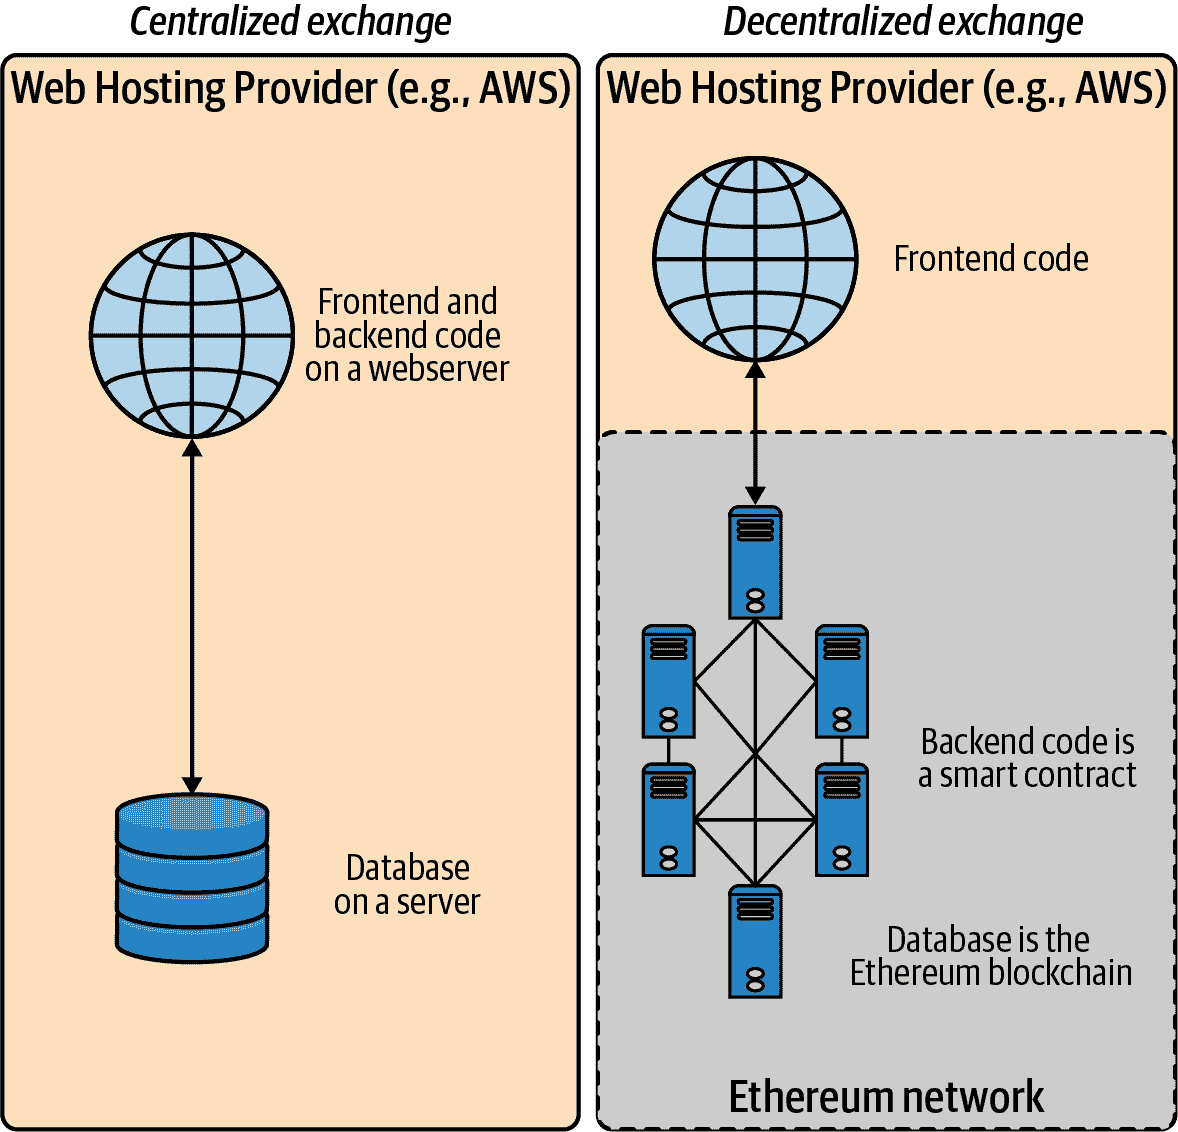 Centralized exchange
Web Hosting Provider (e.g., AWS)
Frontend and
backend code
on a webserver
Database
on a server
Decentralized exchange
Web Hosting Provider (e.g., AWS)
Frontend code
Backend code is
a smart contract
Database is the
Ethereum blockchain
Ethereum network